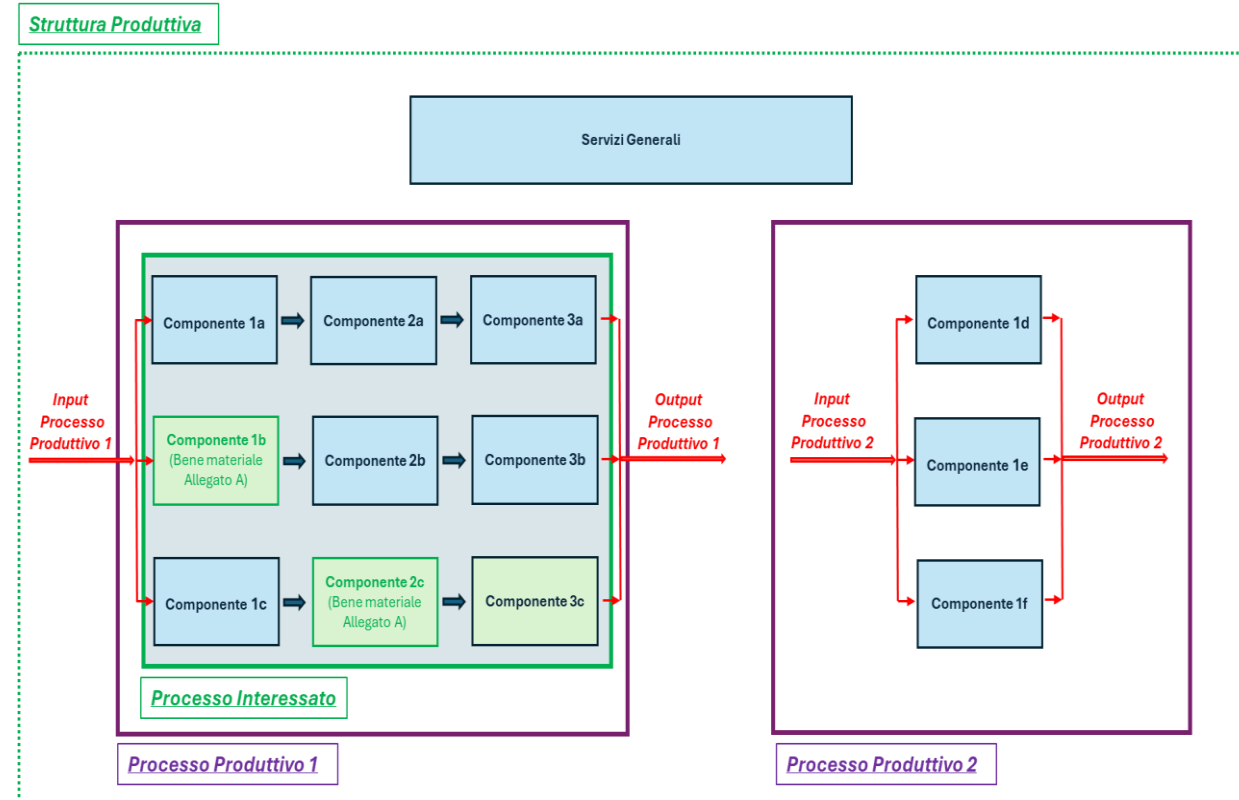 Struttura Produttiva
Servizi Generali
Componente 1a
Componente 2a
Componente 3a
Input
Processo
Produttivo 1
Componente 1b
(Bene materiale
Allegato A)
Componente 2b
Componente 3b
Output
Processo
Produttivo 1
Componente 1c
Componente 2c
(Bene materiale
Allegato A)
Componente 3c
Processo Interessato
Processo Produttivo 1
Componente 1d
Input
Processo
Produttivo 2
Componente 1e
Output
Processo
Produttivo 2
Componente 1f
Processo Produttivo 2